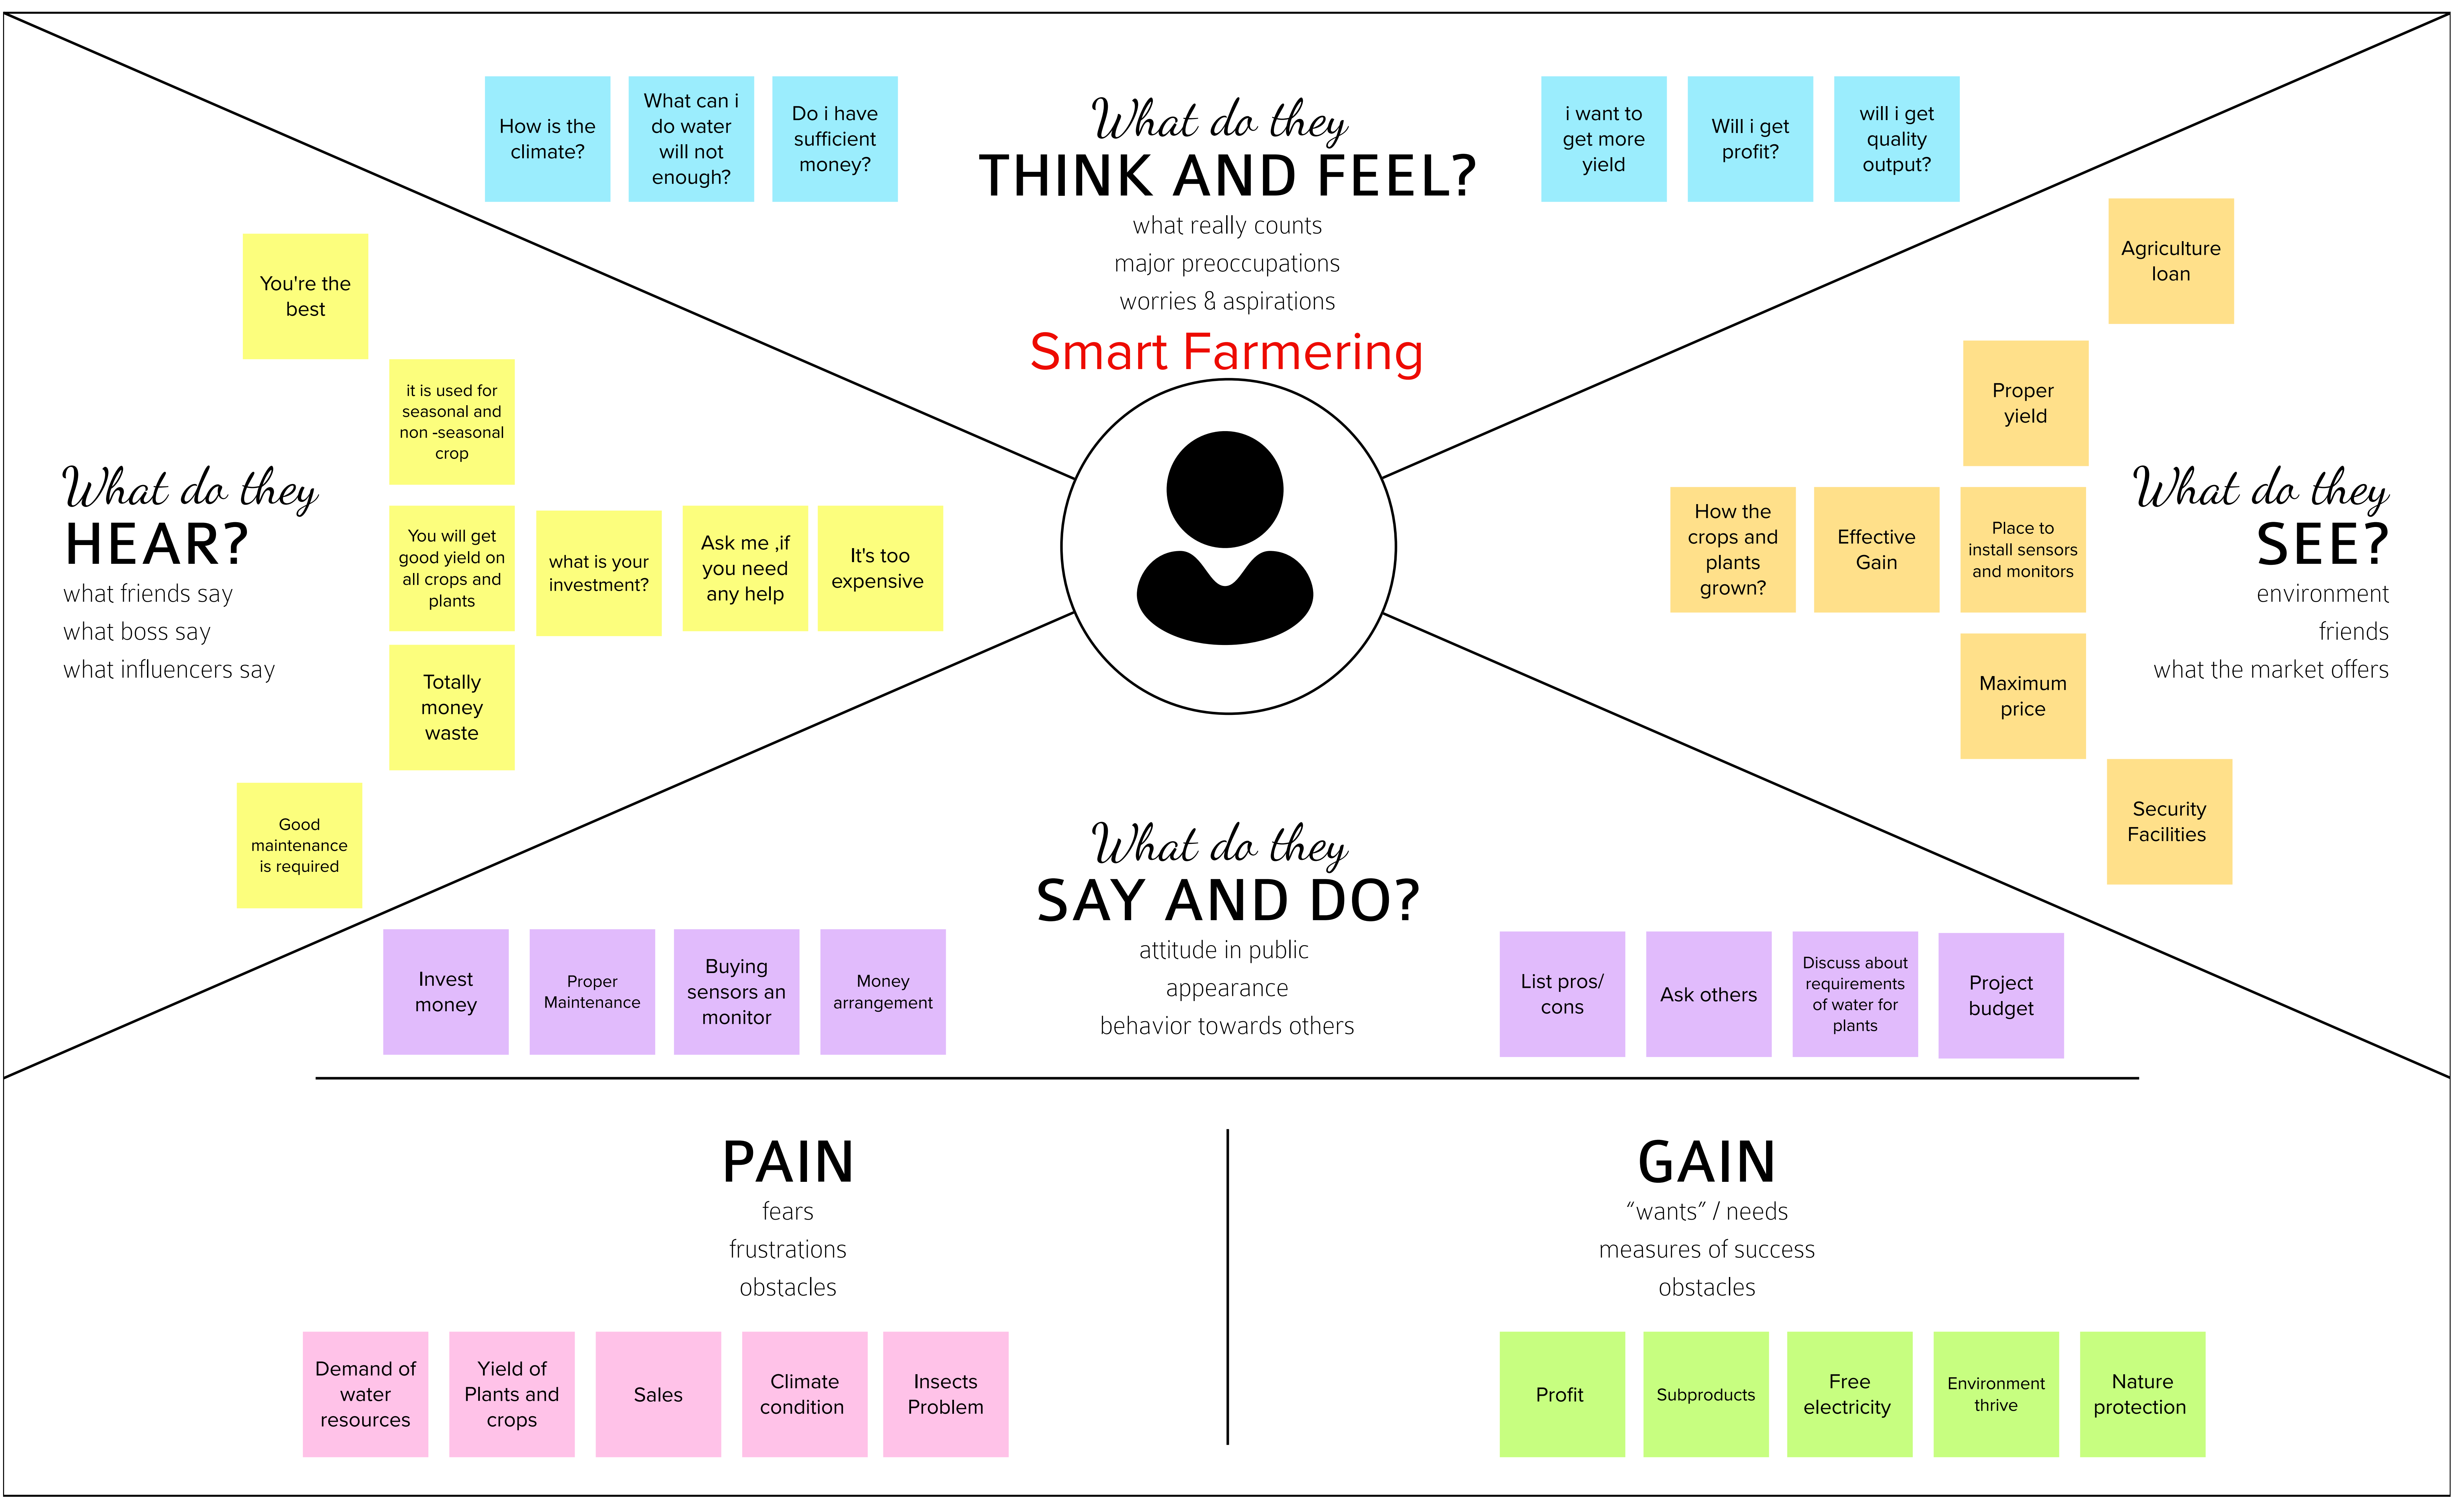 How is the
climate?
What can i
do water
will not
enough?
Do i have
sufficient
money?
What do they
THINK AND FEEL?
what really counts
major preoccupations
worries & aspirations
Smart Farmering
i want to
get more
yield
Will i get
profit?
will i get
quality
output?
You're the
best
it is used for
seasonal and
non -seasonal
crop
What do they
HEAR?
what friends say
what boss say
what influencers say
You will get
good yield on
all crops and
plants
what is your
investment?
Ask me ,if
you need
any help
It's too
expensive
Totally
money
waste
Good
maintenance
is required
Agriculture
loan
Proper
yield
How the
crops and
plants
grown?
Effective
Gain
Place to
install sensors
and monitors
What do they
SEE?
environment
friends
what the market offers
Maximum
price
Security
Facilities
What do they
SAY AND DO?
attitude in public
appearance
behavior towards others
Invest
money
Proper
Maintenance
Buying
sensors an
monitor
Money
arrangement
List pros/
cons
Ask others
Discuss about
requirements
of water for
plants
Project
budget
PAIN
fears
frustrations
obstacles
Demand of
water
resources
Yield of
Plants and
crops
Sales
Climate
condition
Insects
Problem
GAIN
“wants” / needs
measures of success
obstacles
Profit
Subproducts
Free
electricity
Environment
thrive
Nature
protection